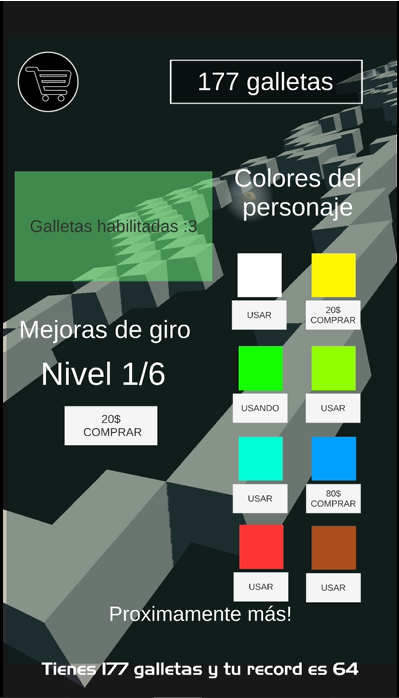 177 galletas
Galletas habilitadas :3
Colores del
personaje
Mejoras de giro
Nivel 1/6
20$
COMPRAR
USAR
20$
COMPRAR
USANDO
USAR
USAR
80$
COMPRAR
USAR
USAR
Proximamente más!
Tienes 177 galletas y tu record es 64